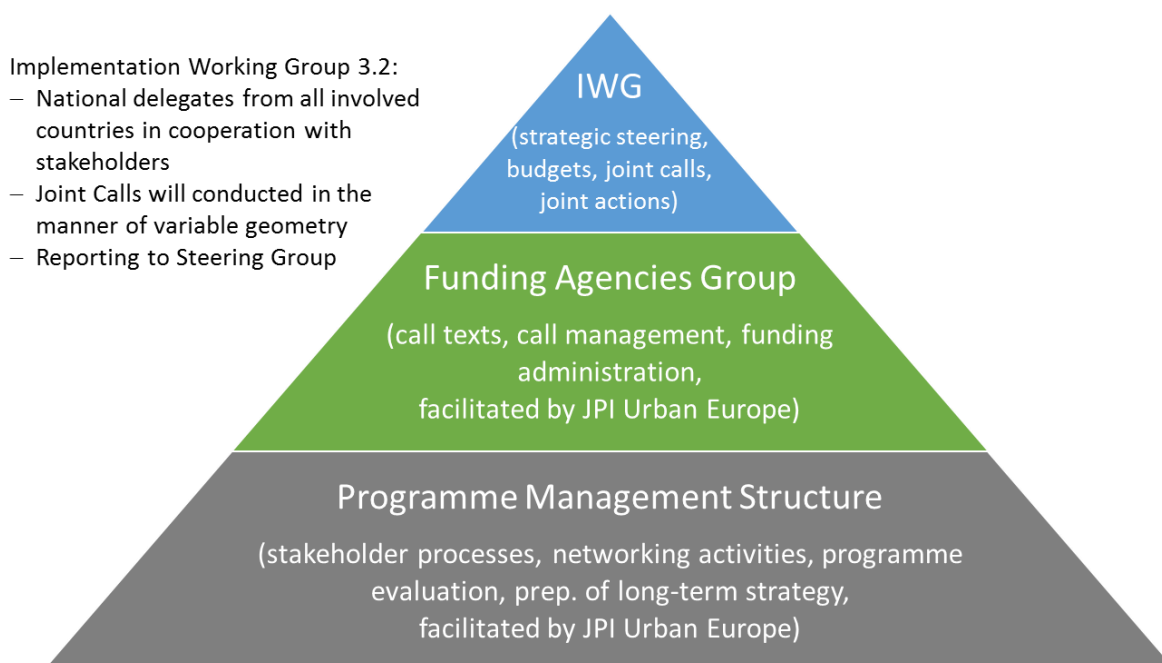 Implementation Working Group 3.2:
– National delegates from all involved
countries in cooperation with
stakeholders
– Joint Calls will conducted in the
manner of variable geometry
– Reporting to Steering Group
IWG
(strategic steering,
budgets, joint calls,
joint actions)
Funding Agencies Group
(call texts, call management, funding
administration,
facilitated by JPI Urban Europe)
Programme Management Structure
(stakeholder processes, networking activities, programme
evaluation, prep. of long-term strategy,
facilitated by JPI Urban Europe)